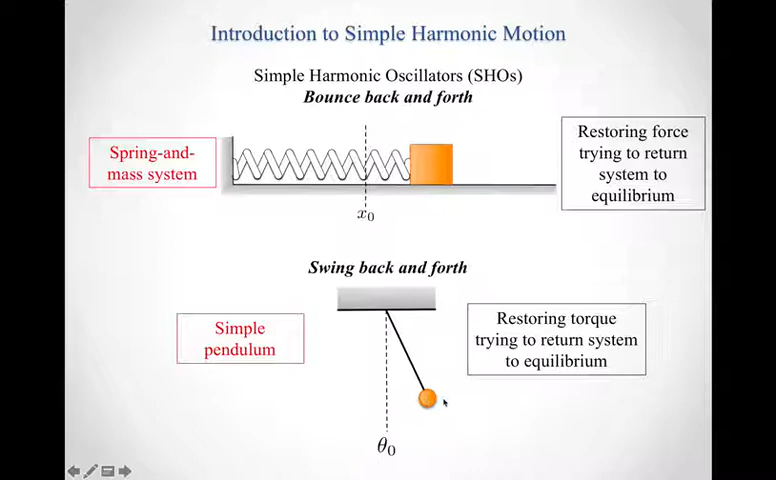 Introduction to Simple Harmonic Motion
Simple Harmonic Oscillators (SHOs)
Bounce back and forth
Spring-and-
mass system
Restoring force
trying to return
system to
equilibrium
x₀
Swing back and forth
Simple
pendulum
Restoring torque
trying to return system
to equilibrium
θ₀